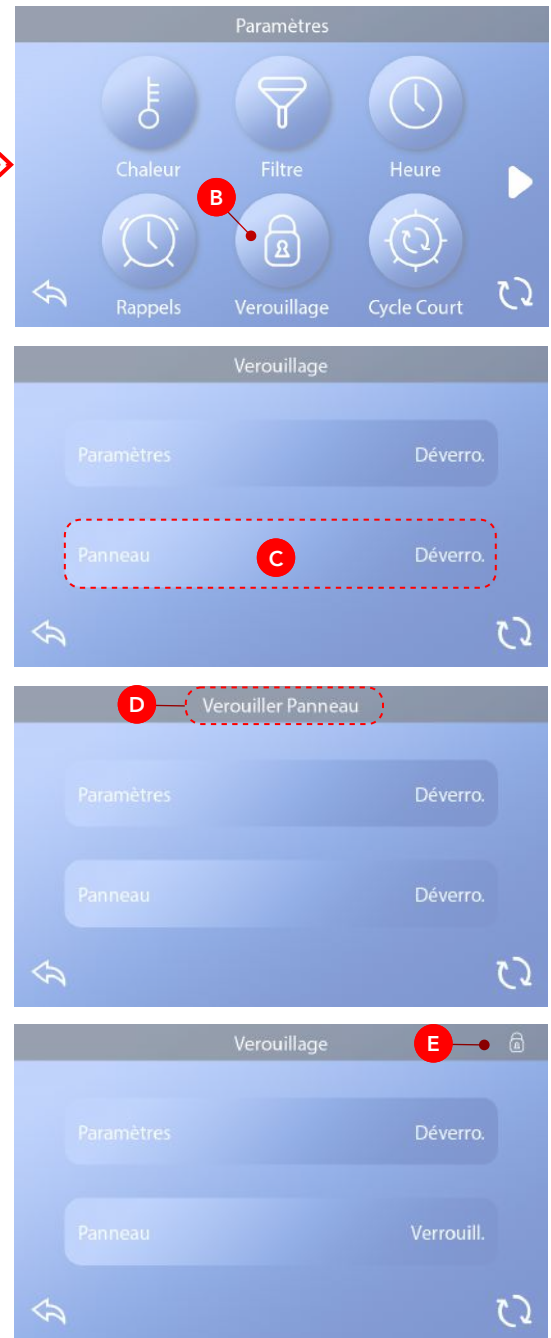 Paramètres
Chaleur Filtre Heure
B
Rappels Verouillage Cycle Court
Verouillage
Paramètres Déverro.
Panneau C Déverro.
D Verouiller Panneau
Paramètres Déverro.
Panneau Déverro.
Verouillage E
Paramètres Déverro.
Panneau Verrouill.